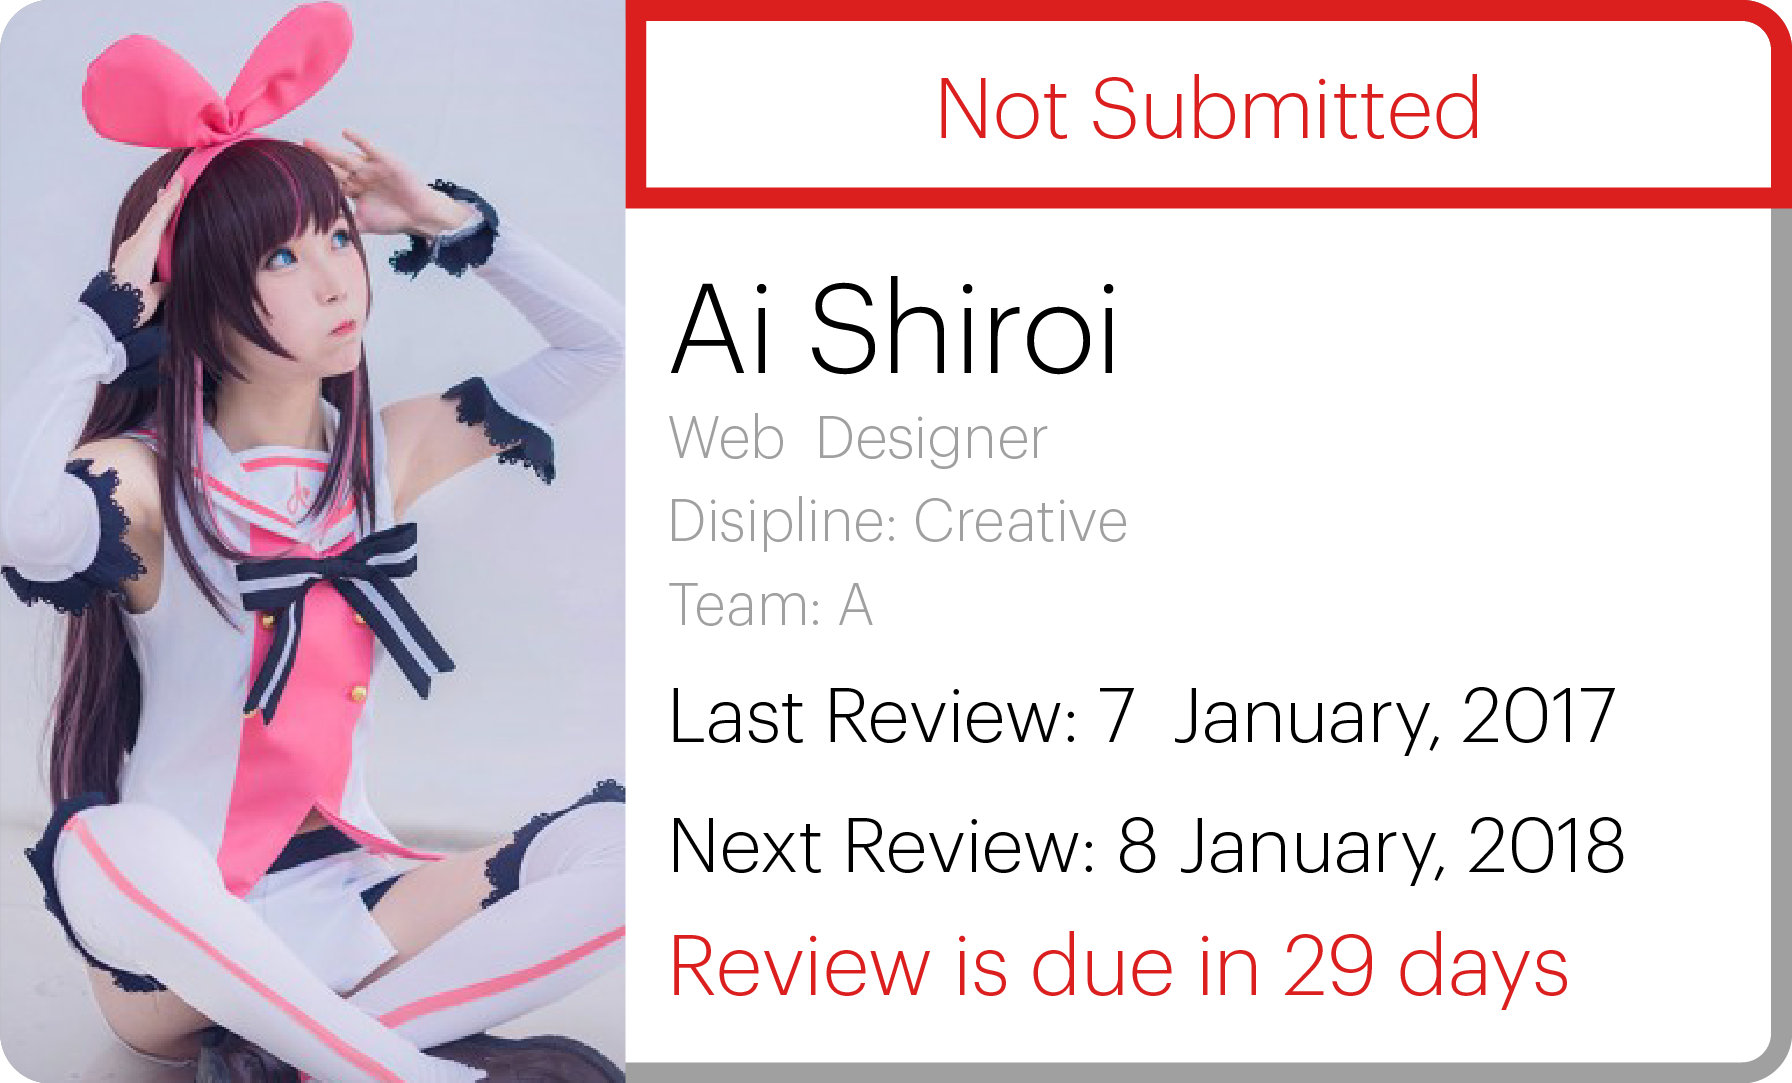 Not Submitted
Ai Shiroi
Web Designer
Disipline: Creative
Team: A
Last Review: 7 January, 2017
Next Review: 8 January, 2018
Review is due in 29 days